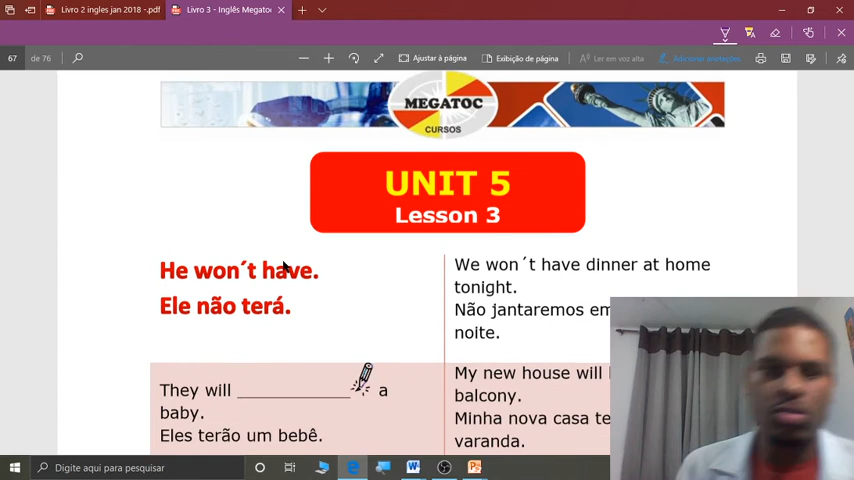 Livro 2 ingles jan 2018 -.pdf
Livro 3 - Inglês Megatoc
67 de 76
Ajustar à página
Exibição de página
Ler em voz alta
Adicionar anotações
MEGATOC
CURSOS
UNIT 5
Lesson 3
He won´t have.
Ele não terá.
We won´t have dinner at home
tonight.
Não jantaremos em
noite.
They will ____________ a
baby.
Eles terão um bebê.
My new house will
balcony.
Minha nova casa te
varanda.
Digite aqui para pesquisar